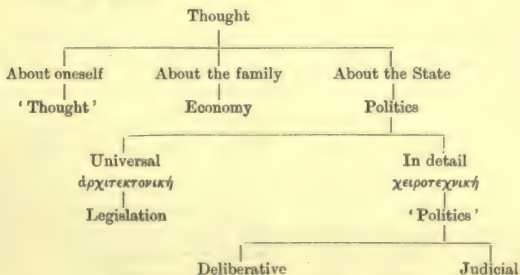 Thought
About oneself About the family About the State
‘Thought’ Economy Politics
Universal In detail
ἀρχιτεκτονική χειροτεχνική
Legislation ‘Politics’
Deliberative Judicial